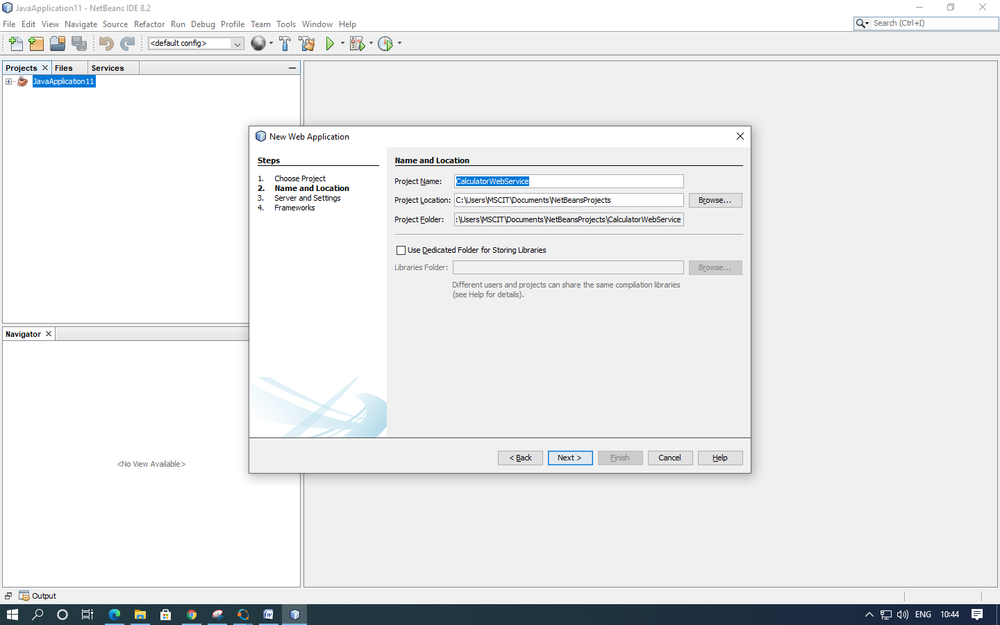 JavaApplication11 - NetBeans IDE 8.2
File Edit View Navigate Source Refactor Run Debug Profile Team Tools Window Help
Search (Ctrl+I)
<default config>
Projects Files Services
JavaApplication11
New Web Application
Steps
1. Choose Project
2. Name and Location
3. Server and Settings
4. Frameworks
Name and Location
Project Name: CalculatorWebService
Project Location: C:\Users\MSCIT\Documents\NetBeansProjects Browse...
Project Folder: :\Users\MSCIT\Documents\NetBeansProjects\CalculatorWebService
Use Dedicated Folder for Storing Libraries
Libraries Folder: Browse...
Different users and projects can share the same compilation libraries
(see Help for details).
< Back Next > Finish Cancel Help
Navigator
<No View Available>
Output
ENG 10:44